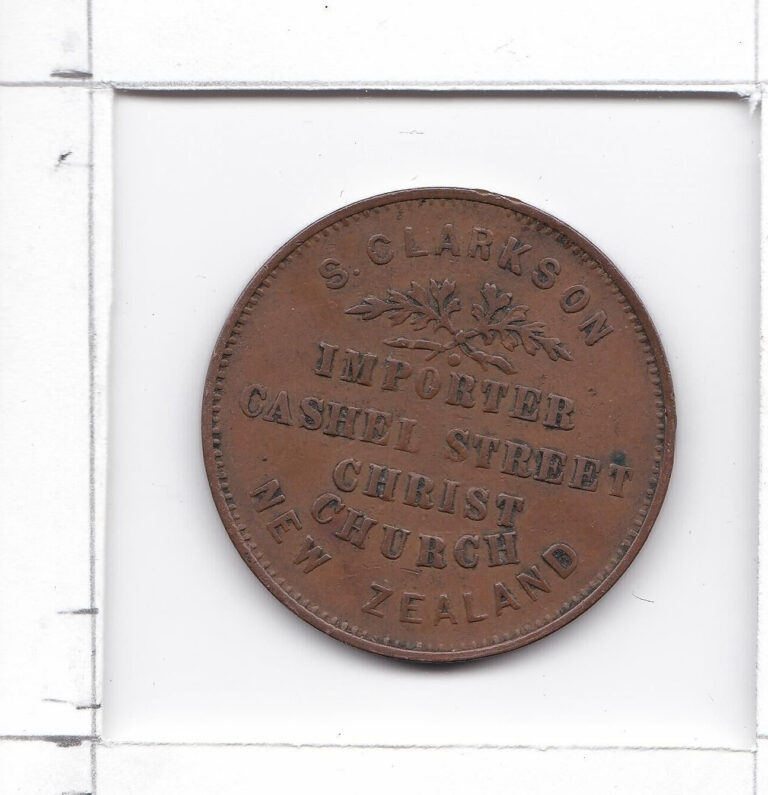 S. CLARKSON
IMPORTER
CASHEL STREET
CHRIST
CHURCH
NEW ZEALAND